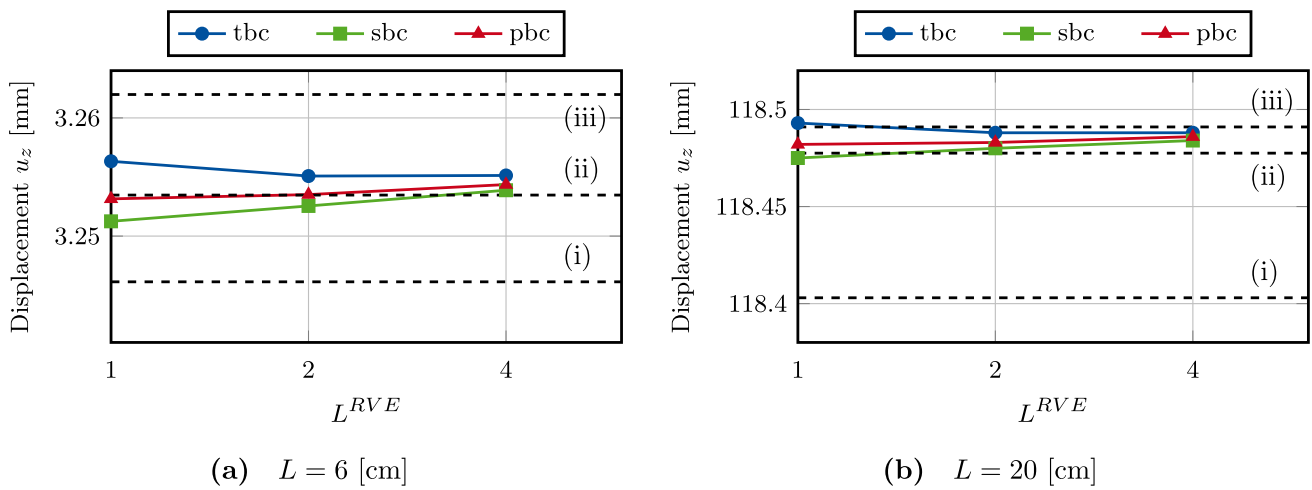 tbc sbc pbc
Displacement u_z [mm]
3.26
3.25
(iii)
(ii)
(i)
1 2 4
L^{RVE}
(a) L = 6 [cm]
tbc sbc pbc
Displacement u_z [mm]
118.5
118.45
118.4
(iii)
(ii)
(i)
1 2 4
L^{RVE}
(b) L = 20 [cm]